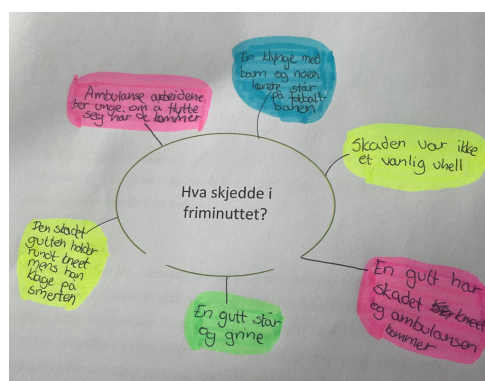 Hva skjedde i
friminuttet?
En klynge med
barn og noen
lærere står
på fotball-
banen
Skaden var ikke
et vanlig uhell
En gutt har
skadet kneet
og ambulansen
kommer
En gutt står
og grine
Den skadet
gutten holder
rundt kneet
mens han
klage på
smerten
Ambulanse arbeidene
ber unge om å flytte
seg når de kommer